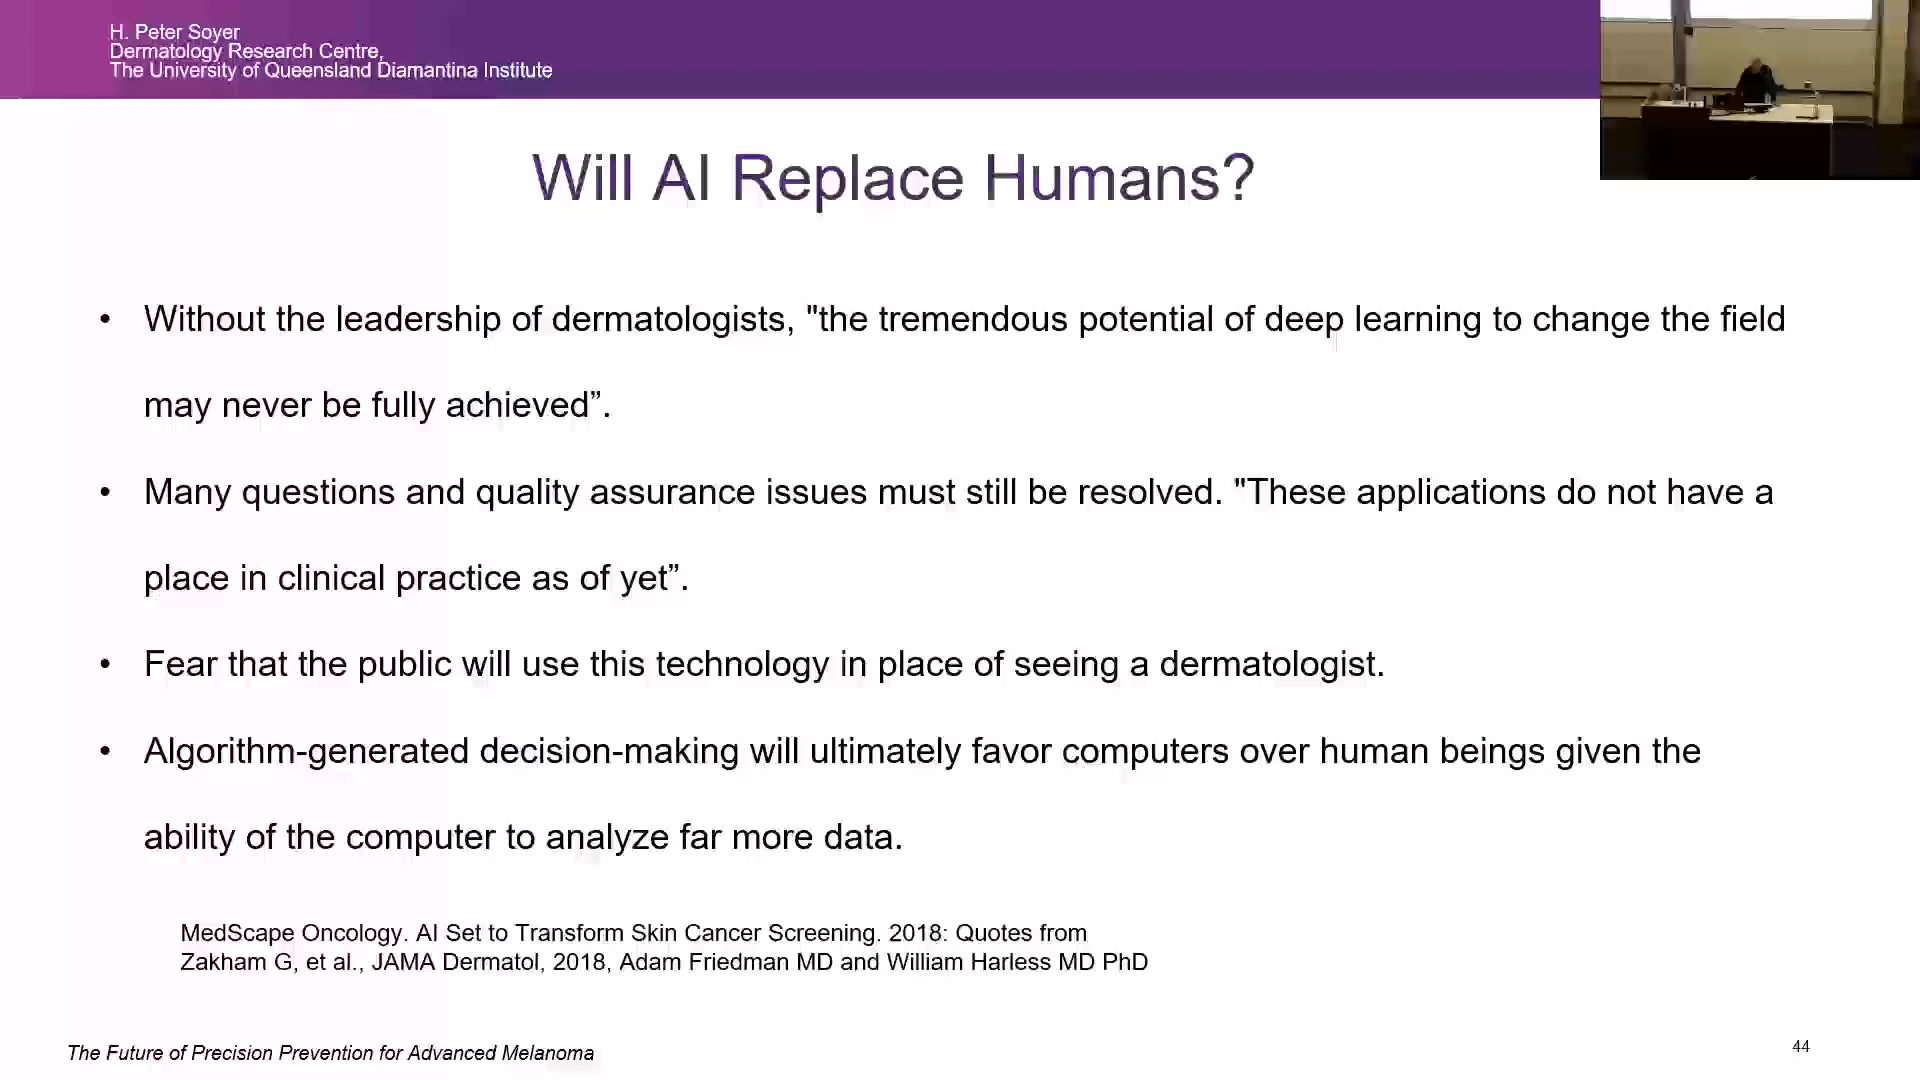 H. Peter Soyer
Dermatology Research Centre,
The University of Queensland Diamantina Institute
Will AI Replace Humans?
• Without the leadership of dermatologists, "the tremendous potential of deep learning to change the field
may never be fully achieved”.
• Many questions and quality assurance issues must still be resolved. "These applications do not have a
place in clinical practice as of yet”.
• Fear that the public will use this technology in place of seeing a dermatologist.
• Algorithm-generated decision-making will ultimately favor computers over human beings given the
ability of the computer to analyze far more data.
MedScape Oncology. AI Set to Transform Skin Cancer Screening. 2018: Quotes from
Zakham G, et al., JAMA Dermatol, 2018, Adam Friedman MD and William Harless MD PhD
The Future of Precision Prevention for Advanced Melanoma
44